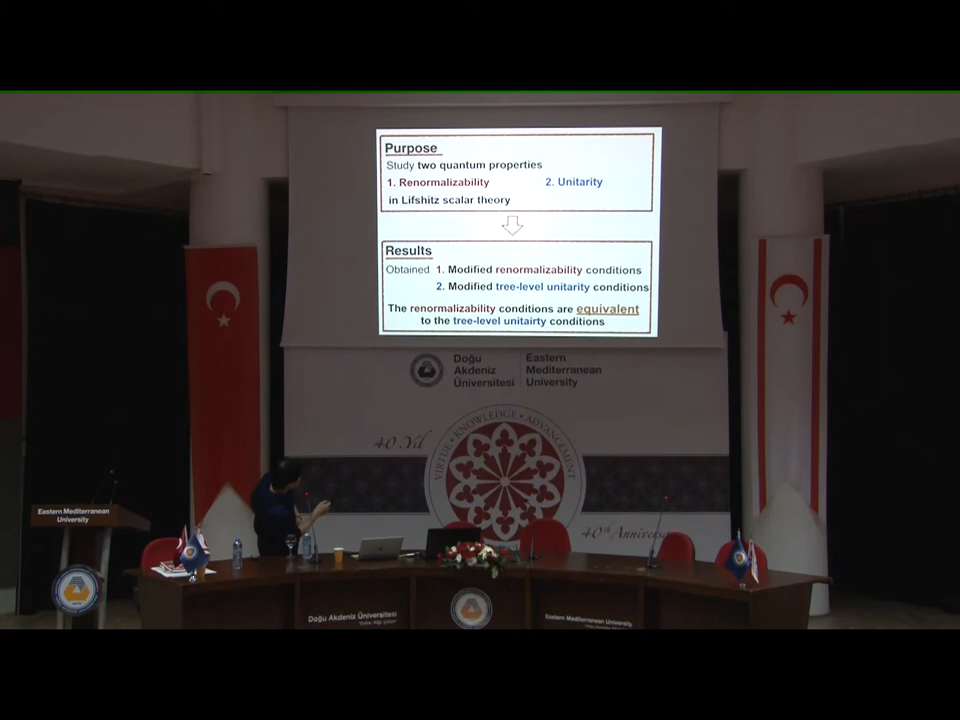 Purpose
Study two quantum properties
1. Renormalizability 2. Unitarity
in Lifshitz scalar theory
Results
Obtained 1. Modified renormalizability conditions
2. Modified tree-level unitarity conditions
The renormalizability conditions are equivalent
to the tree-level unitairty conditions
Doğu
Akdeniz
Üniversitesi
Eastern
Mediterranean
University
40.Yıl
VIRTUE • KNOWLEDGE • ADVANCEMENT
40th Annivers
Eastern Mediterranean
University
Doğu Akdeniz Üniversitesi
Eastern Mediterranean University